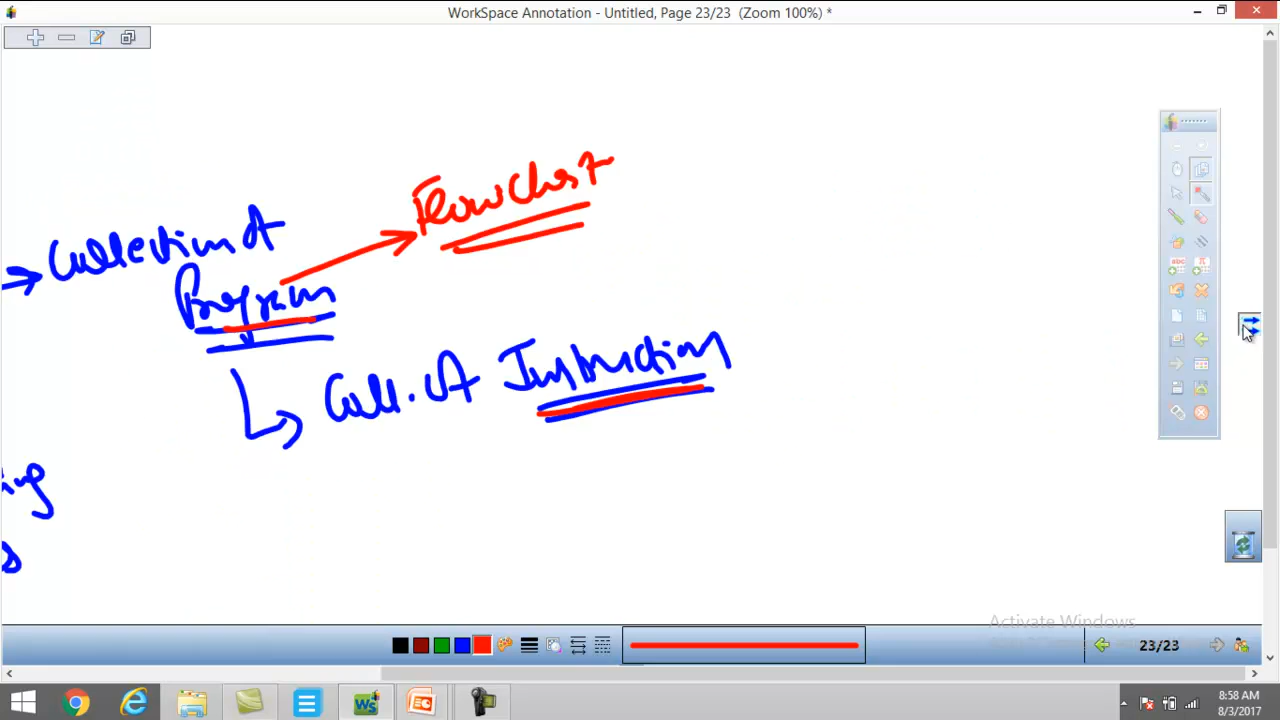 WorkSpace Annotation - Untitled, Page 23/23 (Zoom 100%) *
Flowchart
Collection of
Program
Coll. of Instruction
ing
s
Activate Windows
23/23
8:58 AM
8/3/2017